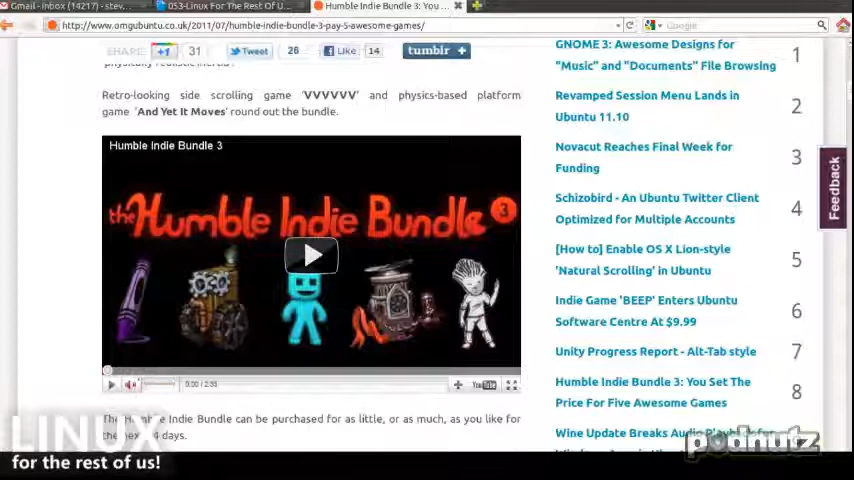 Gmail - Inbox (14217) - stev...
053-Linux For The Rest Of U...
Humble Indie Bundle 3: You ...
http://www.omgubuntu.co.uk/2011/07/humble-indie-bundle-3-pay-5-awesome-games/
Google
SHARE:
+1
31
Tweet
26
Like
14
tumblr +
Retro-looking side scrolling game 'VVVVVV' and physics-based platform
game 'And Yet It Moves' round out the bundle.
Humble Indie Bundle 3
the Humble Indie Bundle 3
0:00 / 2:35
YouTube
The Humble Indie Bundle can be purchased for as little, or as much, as you like for
the next 14 days.
GNOME 3: Awesome Designs for
"Music" and "Documents" File Browsing
1
Revamped Session Menu Lands in
Ubuntu 11.10
2
Novacut Reaches Final Week for
Funding
3
Schizobird - An Ubuntu Twitter Client
Optimized for Multiple Accounts
4
[How to] Enable OS X Lion-style
'Natural Scrolling' in Ubuntu
5
Indie Game 'BEEP' Enters Ubuntu
Software Centre At $9.99
6
Unity Progress Report - Alt-Tab style
7
Humble Indie Bundle 3: You Set The
Price For Five Awesome Games
8
Wine Update Breaks Audio
Feedback
LINUX
for the rest of us!
podnutz